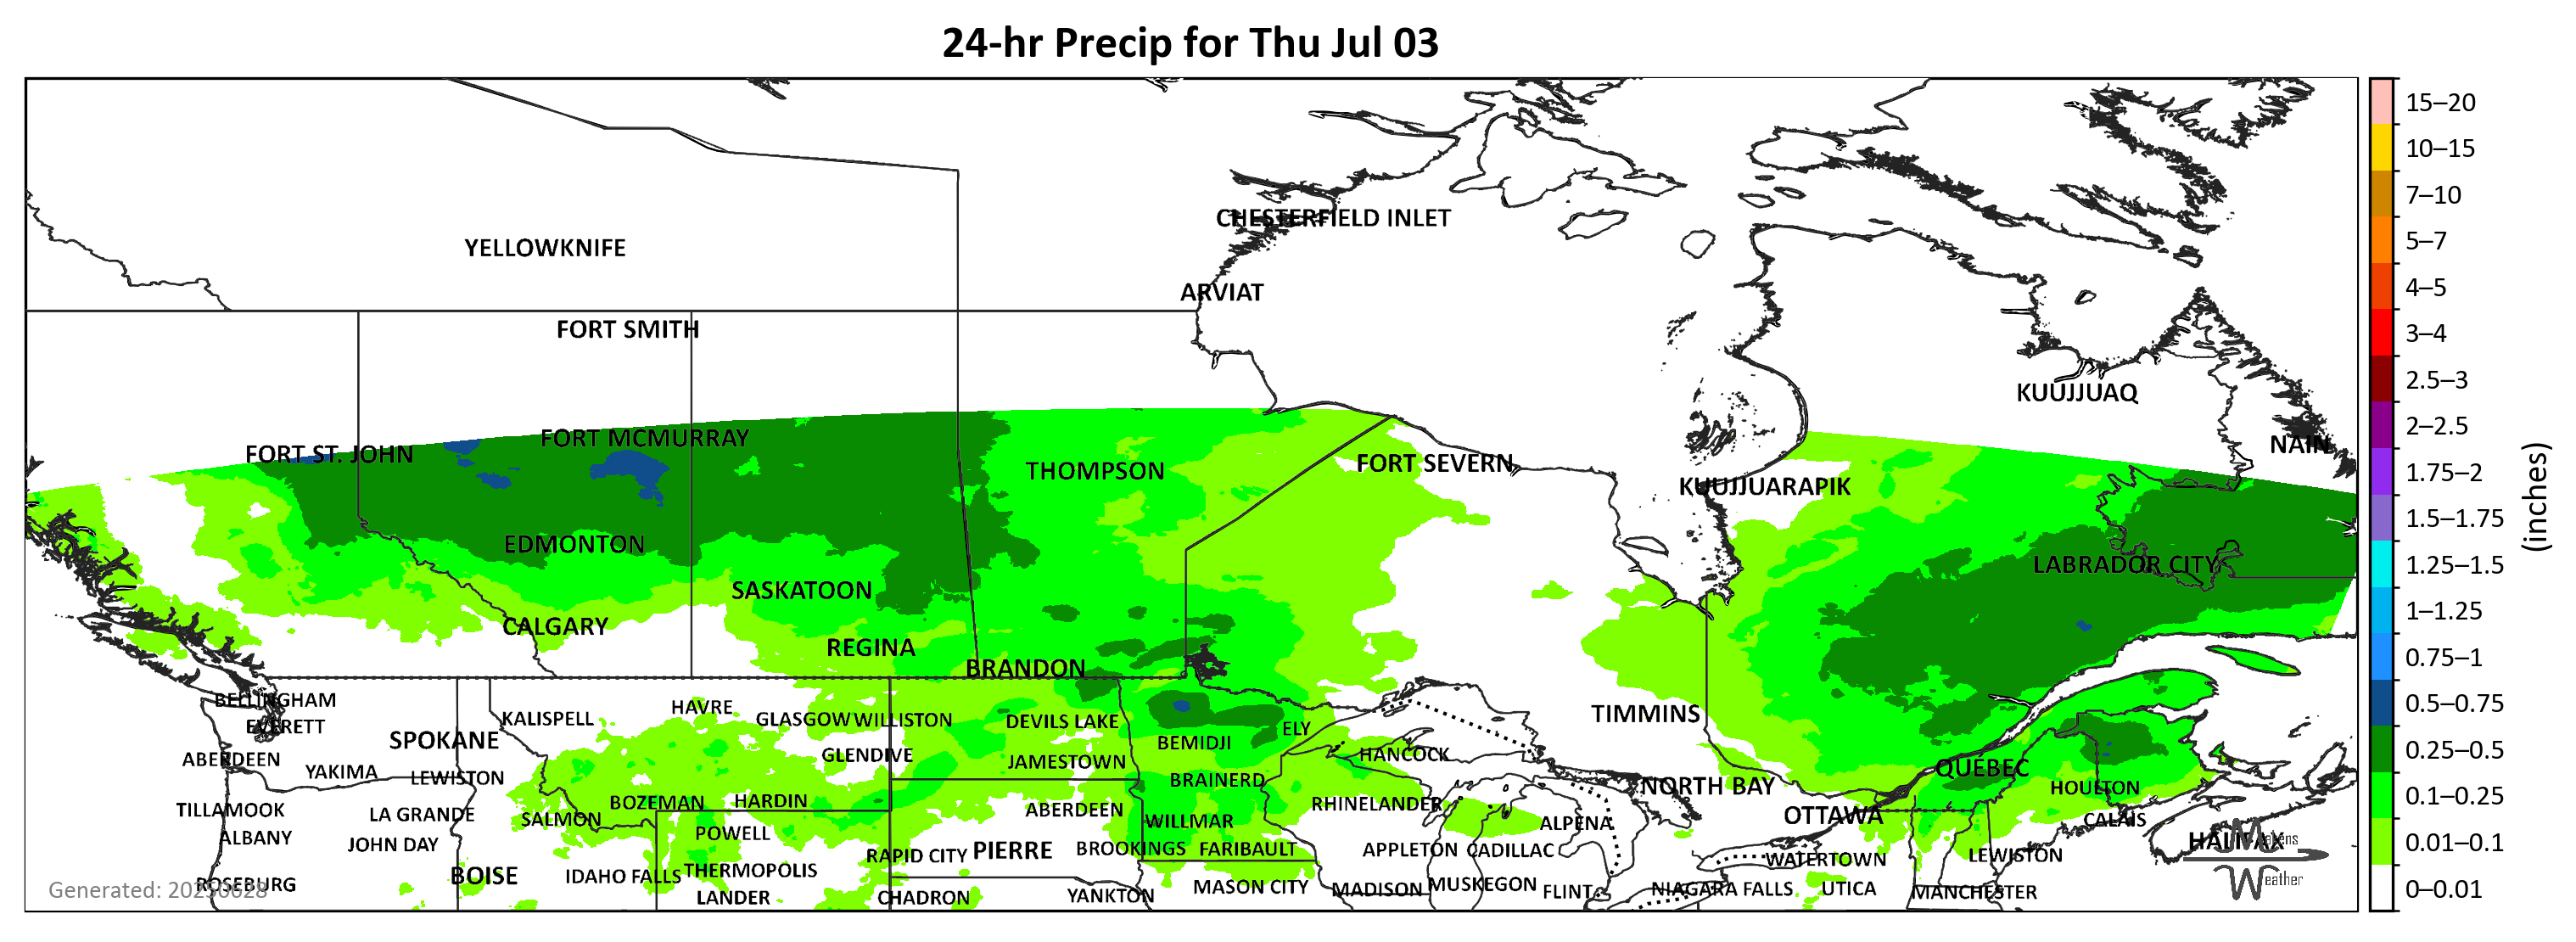 24-hr Precip for Thu Jul 03
15–20
10–15
7–10
5–7
4–5
3–4
2.5–3
2–2.5
1.75–2
1.5–1.75
1.25–1.5
1–1.25
0.75–1
0.5–0.75
0.25–0.5
0.1–0.25
0.01–0.1
0–0.01
(inches)
CHESTERFIELD INLET
YELLOWKNIFE
ARVIAT
FORT SMITH
KUUJJUAQ
FORT MCMURRAY
NAIN
FORT ST. JOHN
FORT SEVERN
THOMPSON
KUUJJUARAPIK
EDMONTON
LABRADOR CITY
SASKATOON
CALGARY
REGINA
BRANDON
BELLINGHAM
HAVRE
TIMMINS
KALISPELL
GLASGOW
WILLISTON
DEVILS LAKE
EVERETT
ELY
SPOKANE
BEMIDJI
HANCOCK
GLENDIVE
ABERDEEN
JAMESTOWN
QUÉBEC
YAKIMA
LEWISTON
BRAINERD
NORTH BAY
HOULTON
BOZEMAN
HARDIN
RHINELANDER
TILLAMOOK
ABERDEEN
LA GRANDE
OTTAWA
SALMON
CALAIS
WILLMAR
ALPENA
POWELL
ALBANY
HALIFAX
JOHN DAY
BROOKINGS
FARIBAULT
PIERRE
APPLETON
CADILLAC
RAPID CITY
LEWISTON
WATERTOWN
THERMOPOLIS
BOISE
IDAHO FALLS
ROSEBURG
MASON CITY
MUSKEGON
MADISON
FLINT
NIAGARA FALLS
UTICA
MANCHESTER
LANDER
CHADRON
YANKTON
Generated: 20250628
Weather